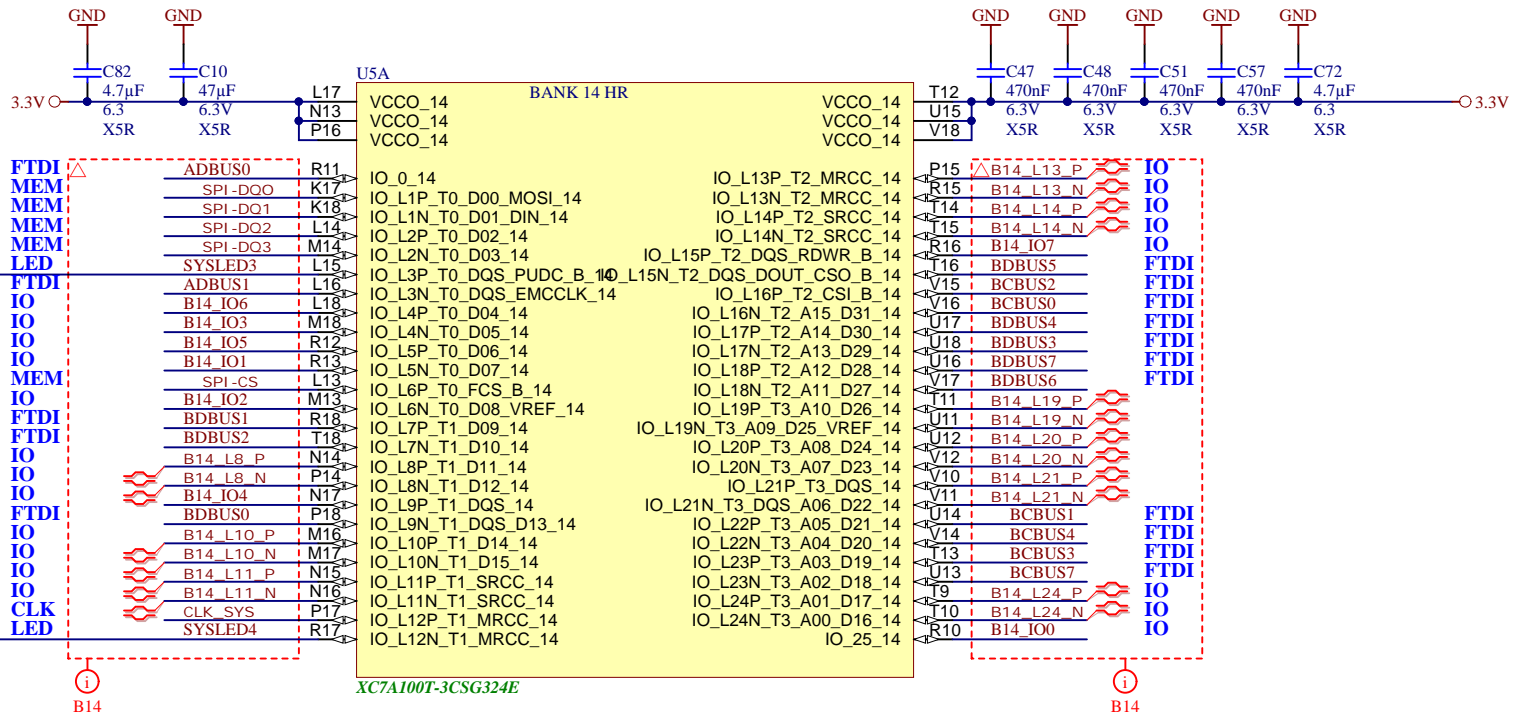 GND GND GND GND GND GND GND
C82 4.7µF 6.3 X5R
C10 47µF 6.3V X5R
C47 470nF 6.3V X5R
C48 470nF 6.3V X5R
C51 470nF 6.3V X5R
C57 470nF 6.3V X5R
C72 4.7µF 6.3 X5R
3.3V
3.3V
U5A
BANK 14 HR
L17 VCCO_14 VCCO_14 T12
N13 VCCO_14 VCCO_14 U15
P16 VCCO_14 VCCO_14 V18
FTDI ADBUS0 R11 IO_0_14
MEM SPI-DQ0 K17 IO_L1P_T0_D00_MOSI_14
MEM SPI-DQ1 K18 IO_L1N_T0_D01_DIN_14
MEM SPI-DQ2 L14 IO_L2P_T0_D02_14
MEM SPI-DQ3 M14 IO_L2N_T0_D03_14
LED SYSLED3 L15 IO_L3P_T0_DQS_PUDC_B_14
FTDI ADBUS1 L16 IO_L3N_T0_DQS_EMCCLK_14
IO B14_IO6 L18 IO_L4P_T0_D04_14
IO B14_IO3 M18 IO_L4N_T0_D05_14
IO B14_IO5 R12 IO_L5P_T0_D06_14
IO B14_IO1 R13 IO_L5N_T0_D07_14
MEM SPI-CS L13 IO_L6P_T0_FCS_B_14
IO B14_IO2 M13 IO_L6N_T0_D08_VREF_14
FTDI BDBUS1 R18 IO_L7P_T1_D09_14
FTDI BDBUS2 T18 IO_L7N_T1_D10_14
IO B14_L8_P N14 IO_L8P_T1_D11_14
IO B14_L8_N P14 IO_L8N_T1_D12_14
IO B14_IO4 N17 IO_L9P_T1_DQS_14
FTDI BDBUS0 P18 IO_L9N_T1_DQS_D13_14
IO B14_L10_P M16 IO_L10P_T1_D14_14
IO B14_L10_N M17 IO_L10N_T1_D15_14
IO B14_L11_P N15 IO_L11P_T1_SRCC_14
IO B14_L11_N N16 IO_L11N_T1_SRCC_14
CLK CLK_SYS P17 IO_L12P_T1_MRCC_14
LED SYSLED4 R17 IO_L12N_T1_MRCC_14
IO_L13P_T2_MRCC_14 P15 B14_L13_P IO
IO_L13N_T2_MRCC_14 R15 B14_L13_N IO
IO_L14P_T2_SRCC_14 T14 B14_L14_P IO
IO_L14N_T2_SRCC_14 T15 B14_L14_N IO
IO_L15P_T2_DQS_RDWR_B_14 R16 B14_IO7 IO
IO_L15N_T2_DQS_DOUT_CSO_B_14 T16 BDBUS5 FTDI
IO_L16P_T2_CSI_B_14 V15 BCBUS2 FTDI
IO_L16N_T2_A15_D31_14 V16 BCBUS0 FTDI
IO_L17P_T2_A14_D30_14 U17 BDBUS4 FTDI
IO_L17N_T2_A13_D29_14 U18 BDBUS3 FTDI
IO_L18P_T2_A12_D28_14 U16 BDBUS7 FTDI
IO_L18N_T2_A11_D27_14 V17 BDBUS6 FTDI
IO_L19P_T3_A10_D26_14 T11 B14_L19_P
IO_L19N_T3_A09_D25_VREF_14 U11 B14_L19_N
IO_L20P_T3_A08_D24_14 U12 B14_L20_P
IO_L20N_T3_A07_D23_14 V12 B14_L20_N
IO_L21P_T3_DQS_14 V10 B14_L21_P
IO_L21N_T3_DQS_A06_D22_14 V11 B14_L21_N
IO_L22P_T3_A05_D21_14 U14 BCBUS1 FTDI
IO_L22N_T3_A04_D20_14 V14 BCBUS4 FTDI
IO_L23P_T3_A03_D19_14 T13 BCBUS3 FTDI
IO_L23N_T3_A02_D18_14 U13 BCBUS7 FTDI
IO_L24P_T3_A01_D17_14 T9 B14_L24_P IO
IO_L24N_T3_A00_D16_14 T10 B14_L24_N IO
IO_25_14 R10 B14_IO0 IO
i
B14
XC7A100T-3CSG324E
i
B14